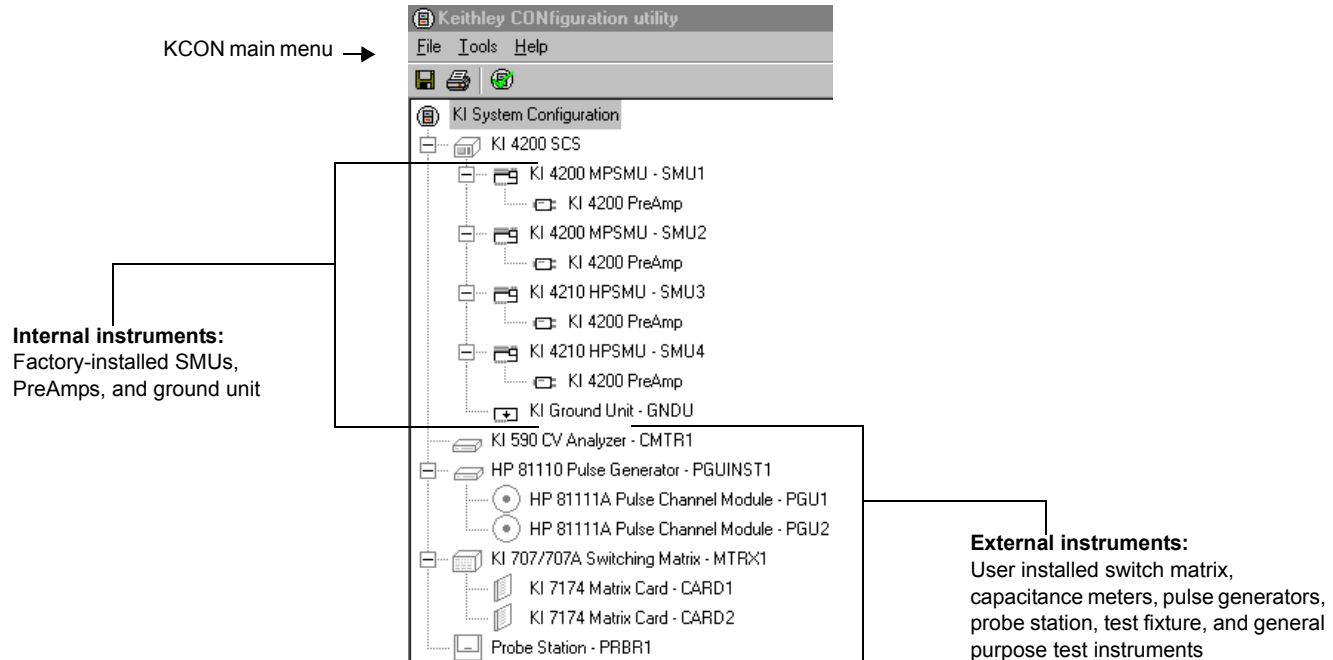 Keithley CONfiguration utility
KCON main menu
File Tools Help
KI System Configuration
KI 4200 SCS
KI 4200 MPSMU - SMU1
KI 4200 PreAmp
KI 4200 MPSMU - SMU2
KI 4200 PreAmp
KI 4210 HPSMU - SMU3
KI 4200 PreAmp
KI 4210 HPSMU - SMU4
KI 4200 PreAmp
KI Ground Unit - GNDU
KI 590 CV Analyzer - CMTR1
HP 81110 Pulse Generator - PGUINST1
HP 81111A Pulse Channel Module - PGU1
HP 81111A Pulse Channel Module - PGU2
KI 707/707A Switching Matrix - MTRX1
KI 7174 Matrix Card - CARD1
KI 7174 Matrix Card - CARD2
Probe Station - PRBR1
Internal instruments:
Factory-installed SMUs,
PreAmps, and ground unit
External instruments:
User installed switch matrix,
capacitance meters, pulse generators,
probe station, test fixture, and general
purpose test instruments